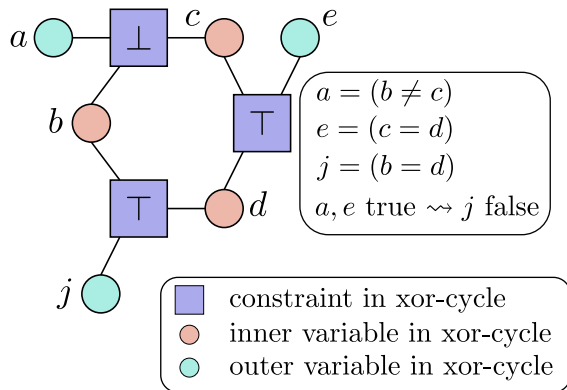 a
⊥
c
e
b
⊤
⊤
d
j
a = (b ≠ c)
e = (c = d)
j = (b = d)
a, e true ⇝ j false
constraint in xor-cycle
inner variable in xor-cycle
outer variable in xor-cycle